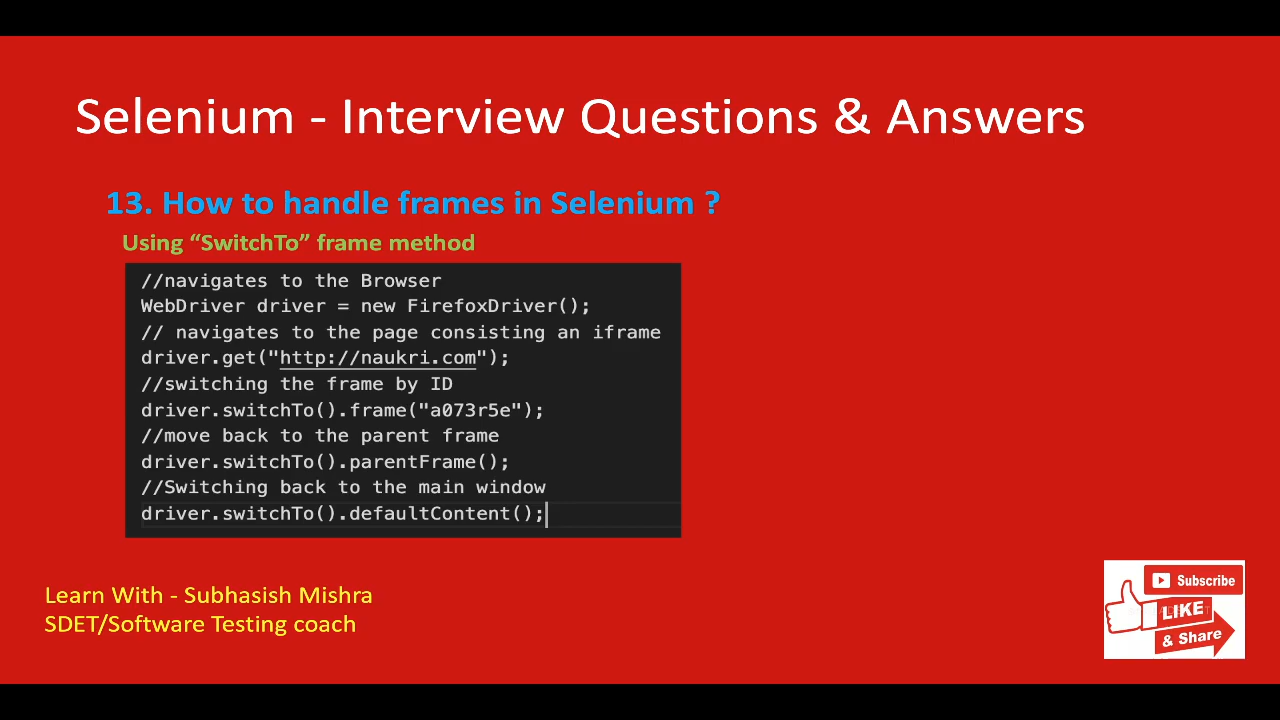 Selenium - Interview Questions & Answers
13. How to handle frames in Selenium ?
Using “SwitchTo” frame method
//navigates to the Browser
WebDriver driver = new FirefoxDriver();
// navigates to the page consisting an iframe
driver.get("http://naukri.com");
//switching the frame by ID
driver.switchTo().frame("a073r5e");
//move back to the parent frame
driver.switchTo().parentFrame();
//Switching back to the main window
driver.switchTo().defaultContent();
Learn With - Subhasish Mishra
SDET/Software Testing coach
Subscribe
LIKE
& Share